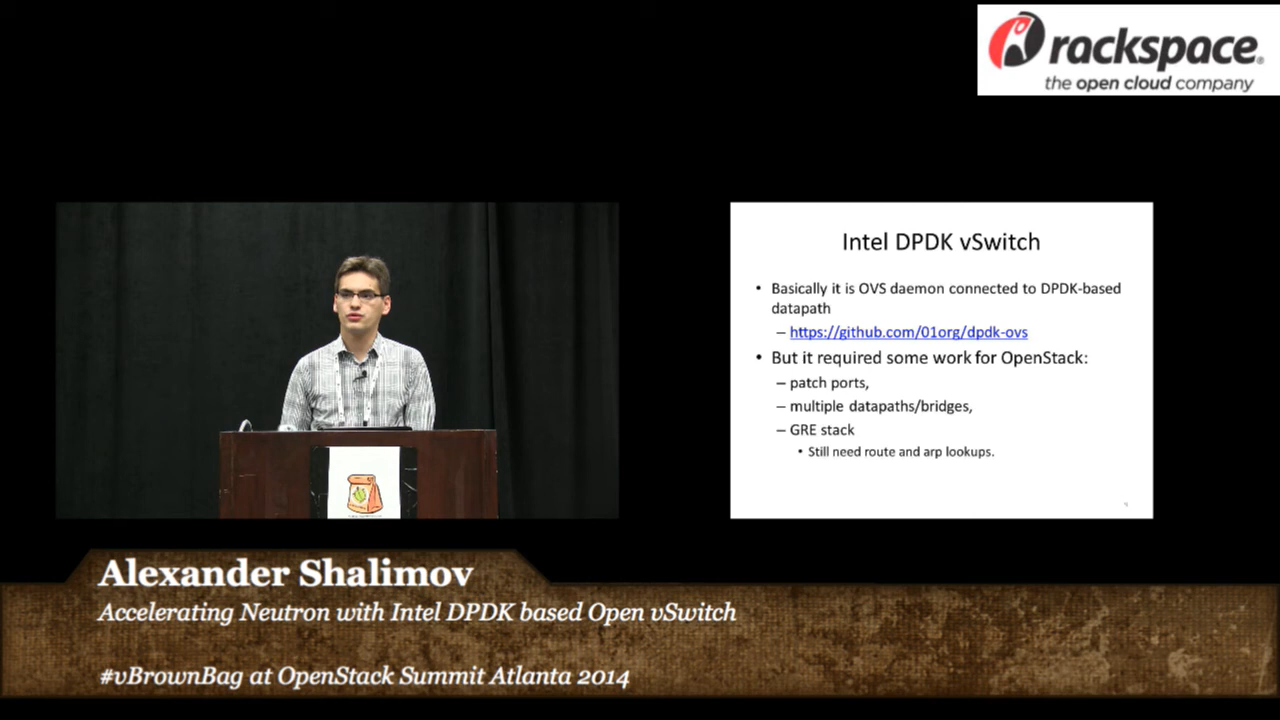 rackspace®
the open cloud company
Intel DPDK vSwitch
• Basically it is OVS daemon connected to DPDK-based
datapath
– https://github.com/01org/dpdk-ovs
• But it required some work for OpenStack:
– patch ports,
– multiple datapaths/bridges,
– GRE stack
• Still need route and arp lookups.
Alexander Shalimov
Accelerating Neutron with Intel DPDK based Open vSwitch
#vBrownBag at OpenStack Summit Atlanta 2014